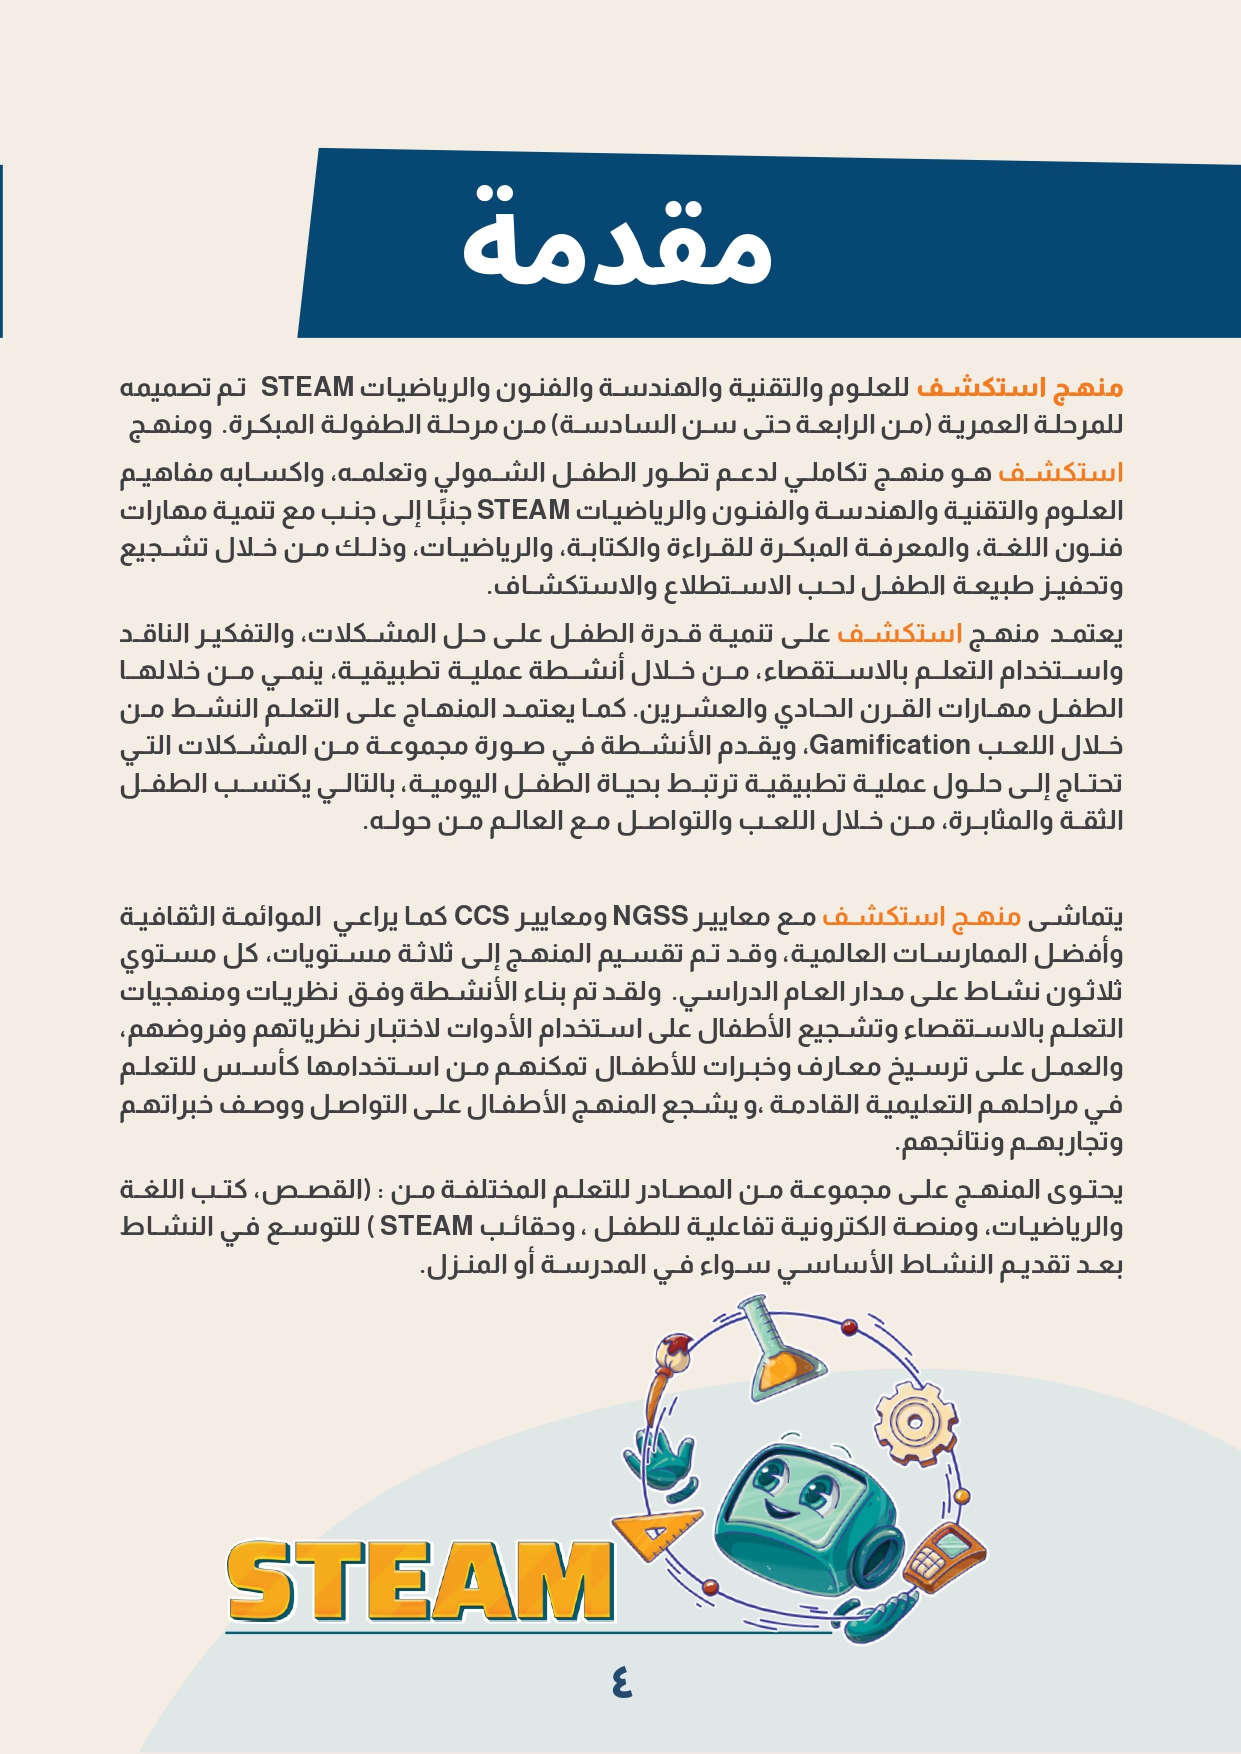 مقدمة
منهج استكشف للعلوم والتقنية والهندسة والفنون والرياضيات STEAM تم تصميمه
للمرحلة العمرية (من الرابعة حتى سن السادسة) من مرحلة الطفولة المبكرة. ومنهج
استكشف هو منهج تكاملي لدعم تطور الطفل الشمولي وتعلمه، واكسابه مفاهيم
العلوم والتقنية والهندسة والفنون والرياضيات STEAM جنبًا إلى جنب مع تنمية مهارات
فنون اللغة، والمعرفة المبكرة للقراءة والكتابة، والرياضيات، وذلك من خلال تشجيع
وتحفيز طبيعة الطفل لحب الاستطلاع والاستكشاف.
يعتمد منهج استكشف على تنمية قدرة الطفل على حل المشكلات، والتفكير الناقد
واستخدام التعلم بالاستقصاء، من خلال أنشطة عملية تطبيقية، ينمي من خلالها
الطفل مهارات القرن الحادي والعشرين. كما يعتمد المنهاج على التعلم النشط من
خلال اللعب Gamification، ويقدم الأنشطة في صورة مجموعة من المشكلات التي
تحتاج إلى حلول عملية تطبيقية ترتبط بحياة الطفل اليومية، بالتالي يكتسب الطفل
الثقة والمثابرة، من خلال اللعب والتواصل مع العالم من حوله.
يتماشى منهج استكشف مع معايير NGSS ومعايير CCS كما يراعي الموائمة الثقافية
وأفضل الممارسات العالمية، وقد تم تقسيم المنهج إلى ثلاثة مستويات، كل مستوي
ثلاثون نشاط على مدار العام الدراسي. ولقد تم بناء الأنشطة وفق نظريات ومنهجيات
التعلم بالاستقصاء وتشجيع الأطفال على استخدام الأدوات لاختبار نظرياتهم وفروضهم،
والعمل على ترسيخ معارف وخبرات للأطفال تمكنهم من استخدامها كأسس للتعلم
في مراحلهم التعليمية القادمة ،و يشجع المنهج الأطفال على التواصل ووصف خبراتهم
وتجاربهم ونتائجهم.
يحتوى المنهج على مجموعة من المصادر للتعلم المختلفة من : (القصص، كتب اللغة
والرياضيات، ومنصة الكترونية تفاعلية للطفل ، وحقائب STEAM ) للتوسع في النشاط
بعد تقديم النشاط الأساسي سواء في المدرسة أو المنزل.
STEAM
٤